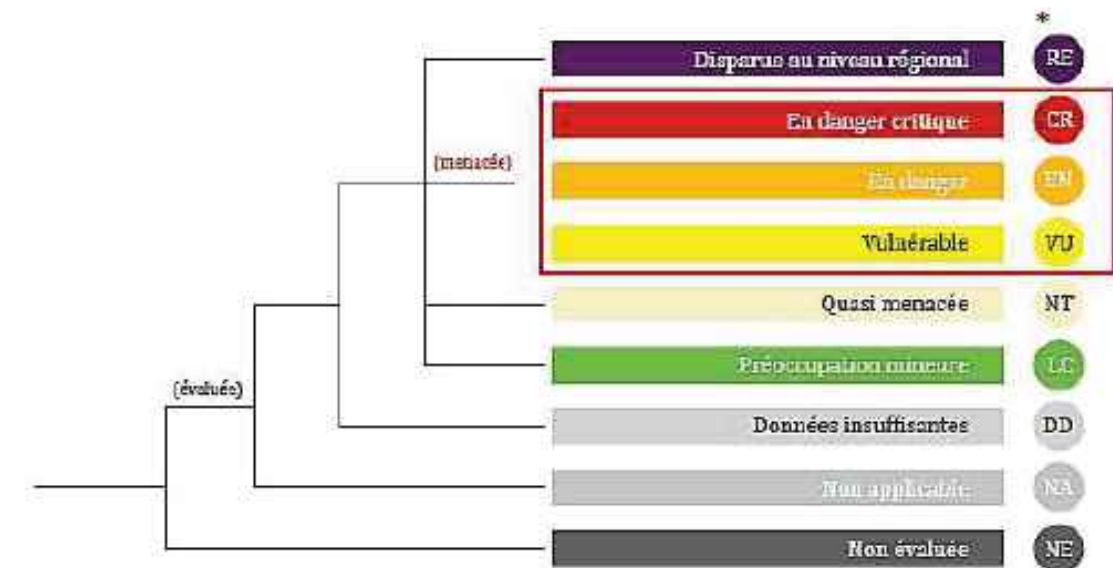 *
Disparue au niveau régional RE
En danger critique CR
(menacée)
En danger EN
Vulnérable VU
Quasi menacée NT
Préoccupation mineure LC
(évaluée)
Données insuffisantes DD
Non applicable NA
Non évaluée NE